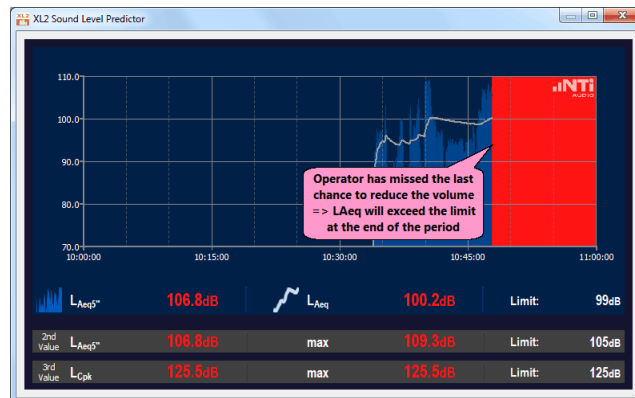 XL2 Sound Level Predictor
110.0
NTi
AUDIO
100.0
90.0
Operator has missed the last
chance to reduce the volume
=> LAeq will exceed the limit
at the end of the period
80.0
70.0
10:00:00 10:15:00 10:30:00 10:45:00 11:00:00
LAeq5" 106.8dB LAeq 100.2dB Limit: 99dB
2nd
Value LAeq5" 106.8dB max 109.3dB Limit: 105dB
3rd
Value LCpk 125.5dB max 125.5dB Limit: 125dB